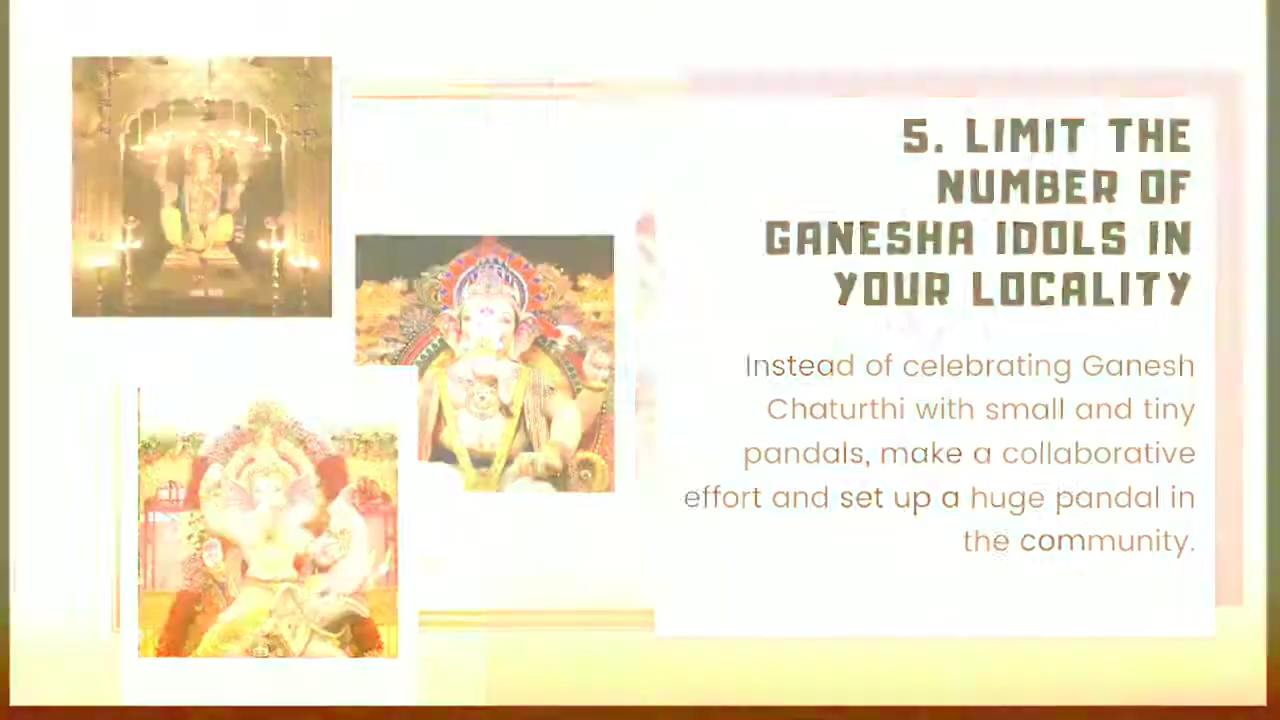 5. LIMIT THE
NUMBER OF
GANESHA IDOLS IN
YOUR LOCALITY
Instead of celebrating Ganesh
Chaturthi with small and tiny
pandals, make a collaborative
effort and set up a huge pandal in
the community.